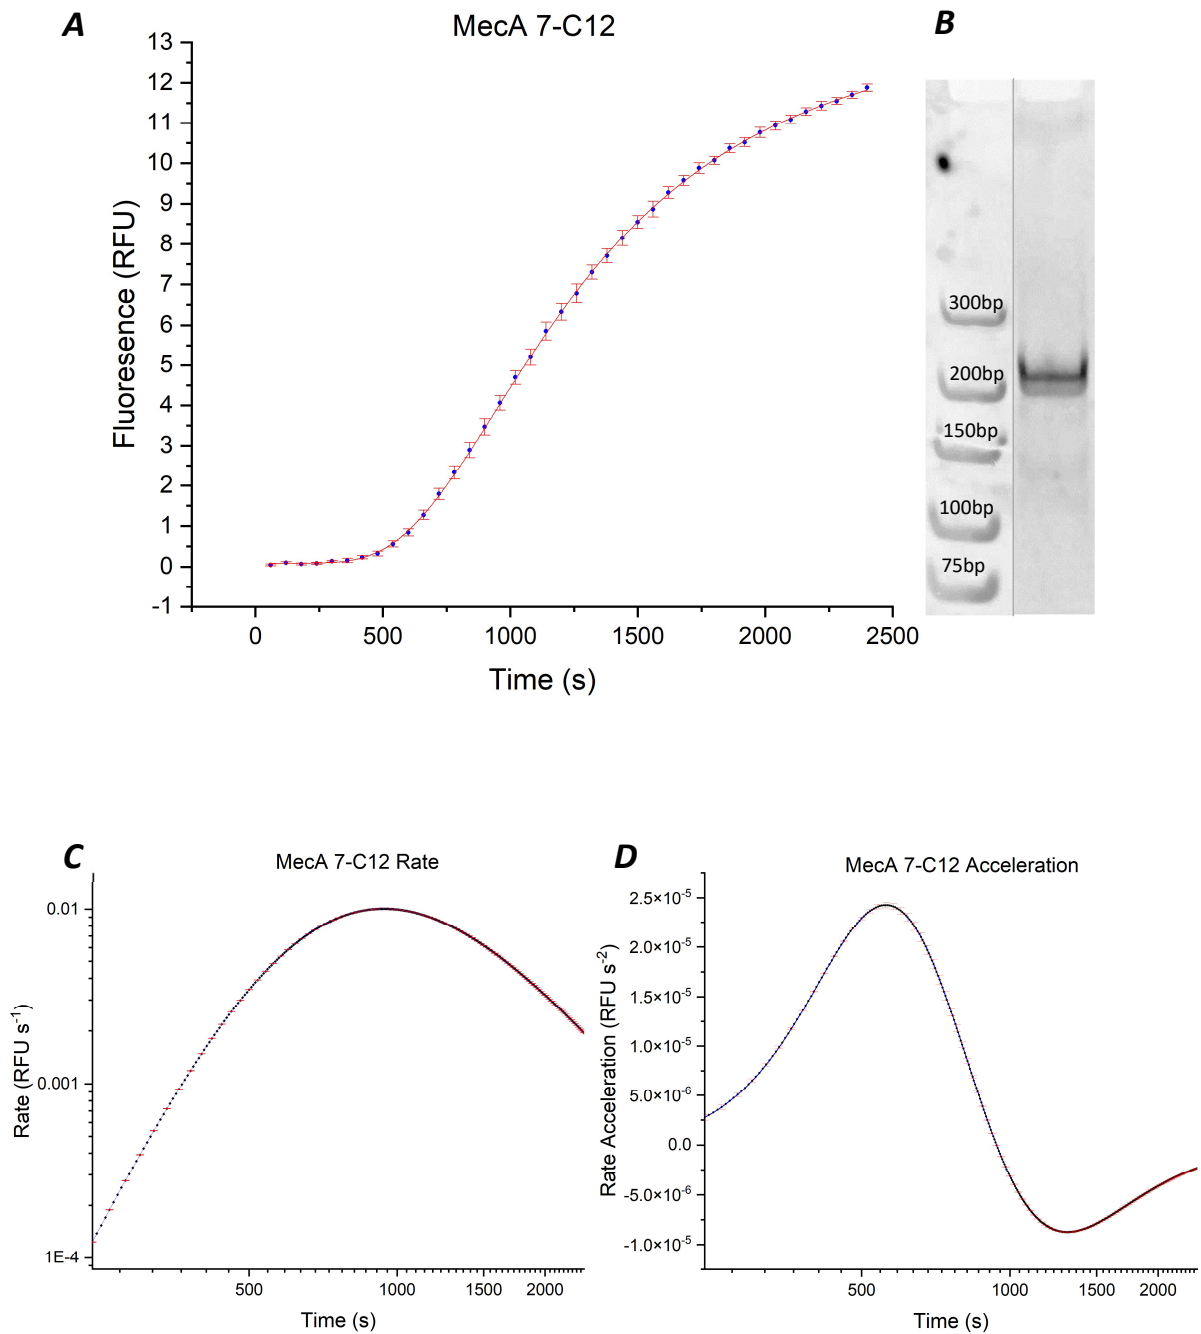 A
MecA 7-C12
B
13
12
11
10
9
8
7
6
5
4
3
2
1
0
-1
Fluoresence (RFU)
0 500 1000 1500 2000 2500
Time (s)
300bp
200bp
150bp
100bp
75bp
C
MecA 7-C12 Rate
0.01
0.001
1E-4
Rate (RFU s⁻¹)
500 1000 1500 2000
Time (s)
D
MecA 7-C12 Acceleration
2.5×10⁻⁵
2.0×10⁻⁵
1.5×10⁻⁵
1.0×10⁻⁵
5.0×10⁻⁶
0.0
-5.0×10⁻⁶
-1.0×10⁻⁵
Rate Acceleration (RFU s⁻²)
500 1000 1500 2000
Time (s)